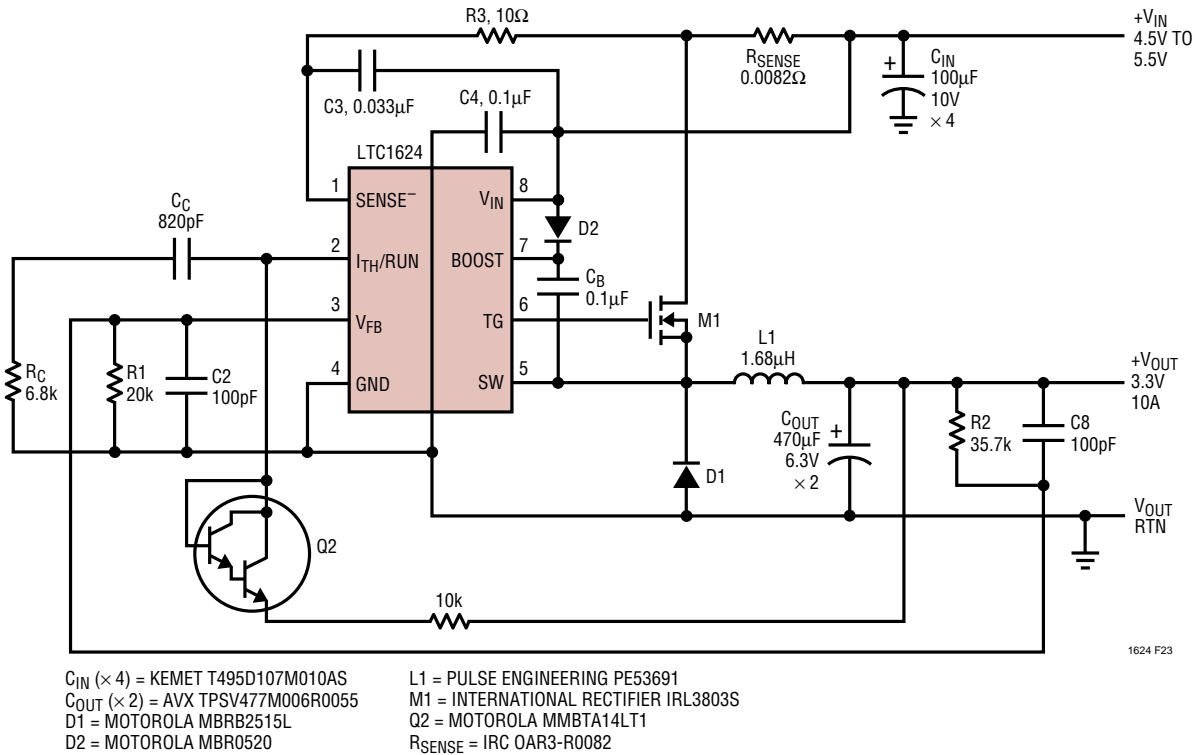 R3, 10Ω
RSENSE
0.0082Ω
+VIN
4.5V TO
5.5V
+
CIN
100µF
10V
× 4
C3, 0.033µF
C4, 0.1µF
LTC1624
1
SENSE–
VIN
8
D2
CC
820pF
2
ITH/RUN
BOOST
7
CB
0.1µF
3
VFB
TG
6
M1
4
GND
SW
5
L1
1.68µH
+VOUT
3.3V
10A
RC
6.8k
R1
20k
C2
100pF
COUT
470µF
6.3V
× 2
+
R2
35.7k
C8
100pF
D1
VOUT
RTN
Q2
10k
1624 F23
CIN (× 4) = KEMET T495D107M010AS
COUT (× 2) = AVX TPSV477M006R0055
D1 = MOTOROLA MBRB2515L
D2 = MOTOROLA MBR0520
L1 = PULSE ENGINEERING PE53691
M1 = INTERNATIONAL RECTIFIER IRL3803S
Q2 = MOTOROLA MMBTA14LT1
RSENSE = IRC OAR3-R0082